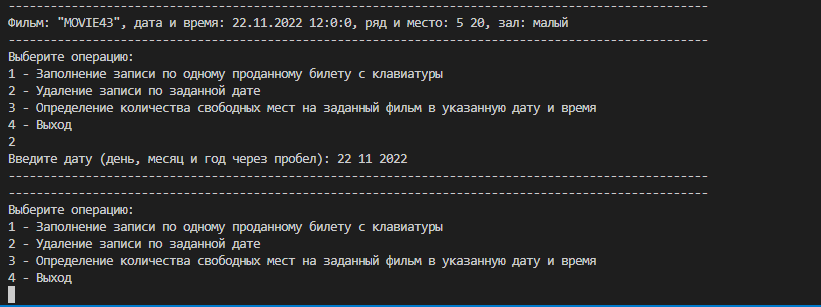 ----------------------------------------------------------------------------------------------------
Фильм: "MOVIE43", дата и время: 22.11.2022 12:0:0, ряд и место: 5 20, зал: малый
----------------------------------------------------------------------------------------------------
Выберите операцию:
1 - Заполнение записи по одному проданному билету с клавиатуры
2 - Удаление записи по заданной дате
3 - Определение количества свободных мест на заданный фильм в указанную дату и время
4 - Выход
2
Введите дату (день, месяц и год через пробел): 22 11 2022
----------------------------------------------------------------------------------------------------
----------------------------------------------------------------------------------------------------
Выберите операцию:
1 - Заполнение записи по одному проданному билету с клавиатуры
2 - Удаление записи по заданной дате
3 - Определение количества свободных мест на заданный фильм в указанную дату и время
4 - Выход